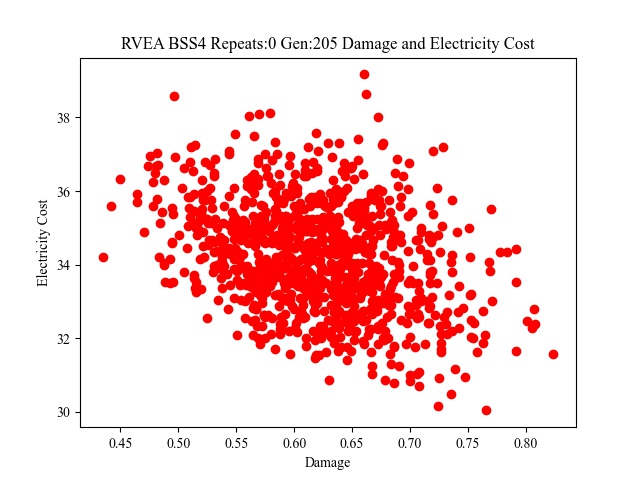 RVEA BSS4 Repeats:0 Gen:205 Damage and Electricity Cost
38
36
34
32
30
Electricity Cost
0.45 0.50 0.55 0.60 0.65 0.70 0.75 0.80
Damage